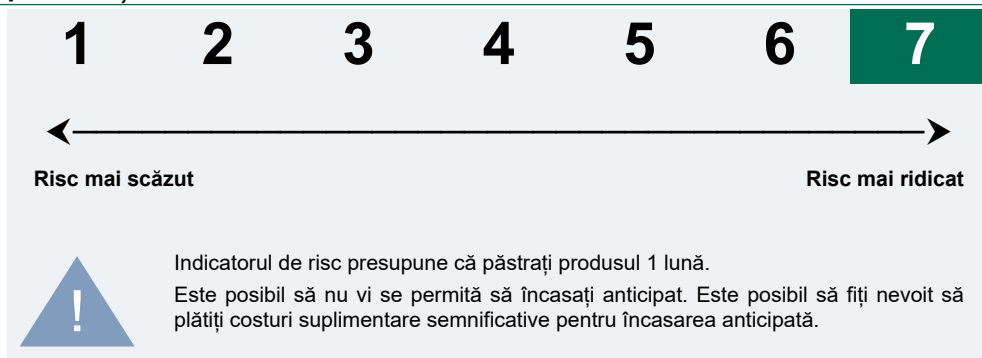 1 2 3 4 5 6 7
Risc mai scăzut Risc mai ridicat
Indicatorul de risc presupune că păstrați produsul 1 lună.
Este posibil să nu vi se permită să încasați anticipat. Este posibil să fiți nevoit să
plătiți costuri suplimentare semnificative pentru încasarea anticipată.
!